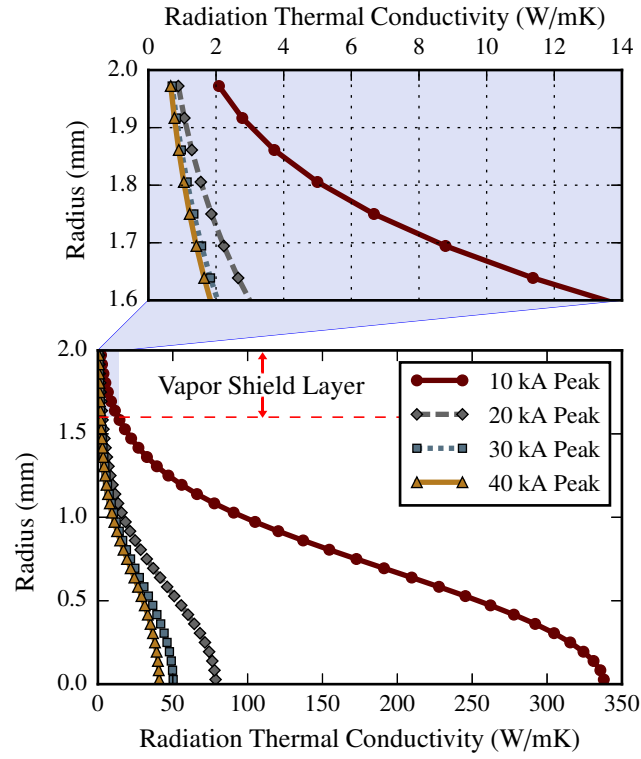 Radiation Thermal Conductivity (W/mK)
0 2 4 6 8 10 12 14
2.0
1.9
1.8
1.7
1.6
Radius (mm)
2.0
1.5
1.0
0.5
0.0
Radius (mm)
Vapor Shield Layer
10 kA Peak
20 kA Peak
30 kA Peak
40 kA Peak
0 50 100 150 200 250 300 350
Radiation Thermal Conductivity (W/mK)